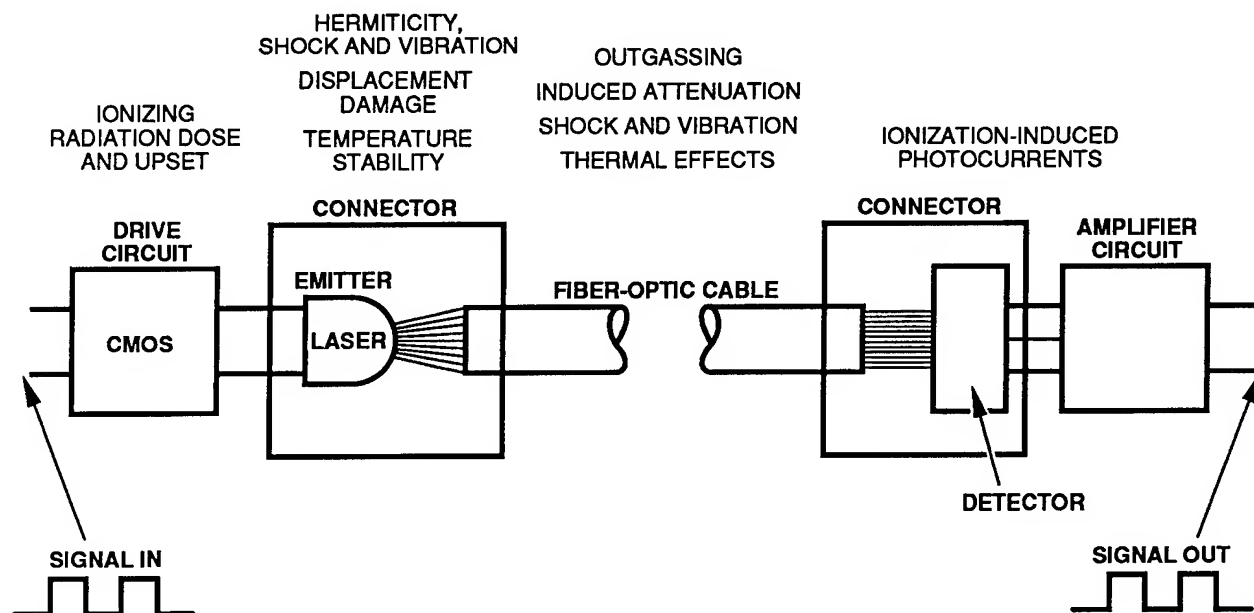 HERMITICITY,
SHOCK AND VIBRATION
DISPLACEMENT
DAMAGE
TEMPERATURE
STABILITY
OUTGASSING
INDUCED ATTENUATION
SHOCK AND VIBRATION
THERMAL EFFECTS
IONIZING
RADIATION DOSE
AND UPSET
IONIZATION-INDUCED
PHOTOCURRENTS
DRIVE
CIRCUIT
CONNECTOR
CONNECTOR
AMPLIFIER
CIRCUIT
EMITTER
FIBER-OPTIC CABLE
CMOS
LASER
DETECTOR
SIGNAL IN
SIGNAL OUT